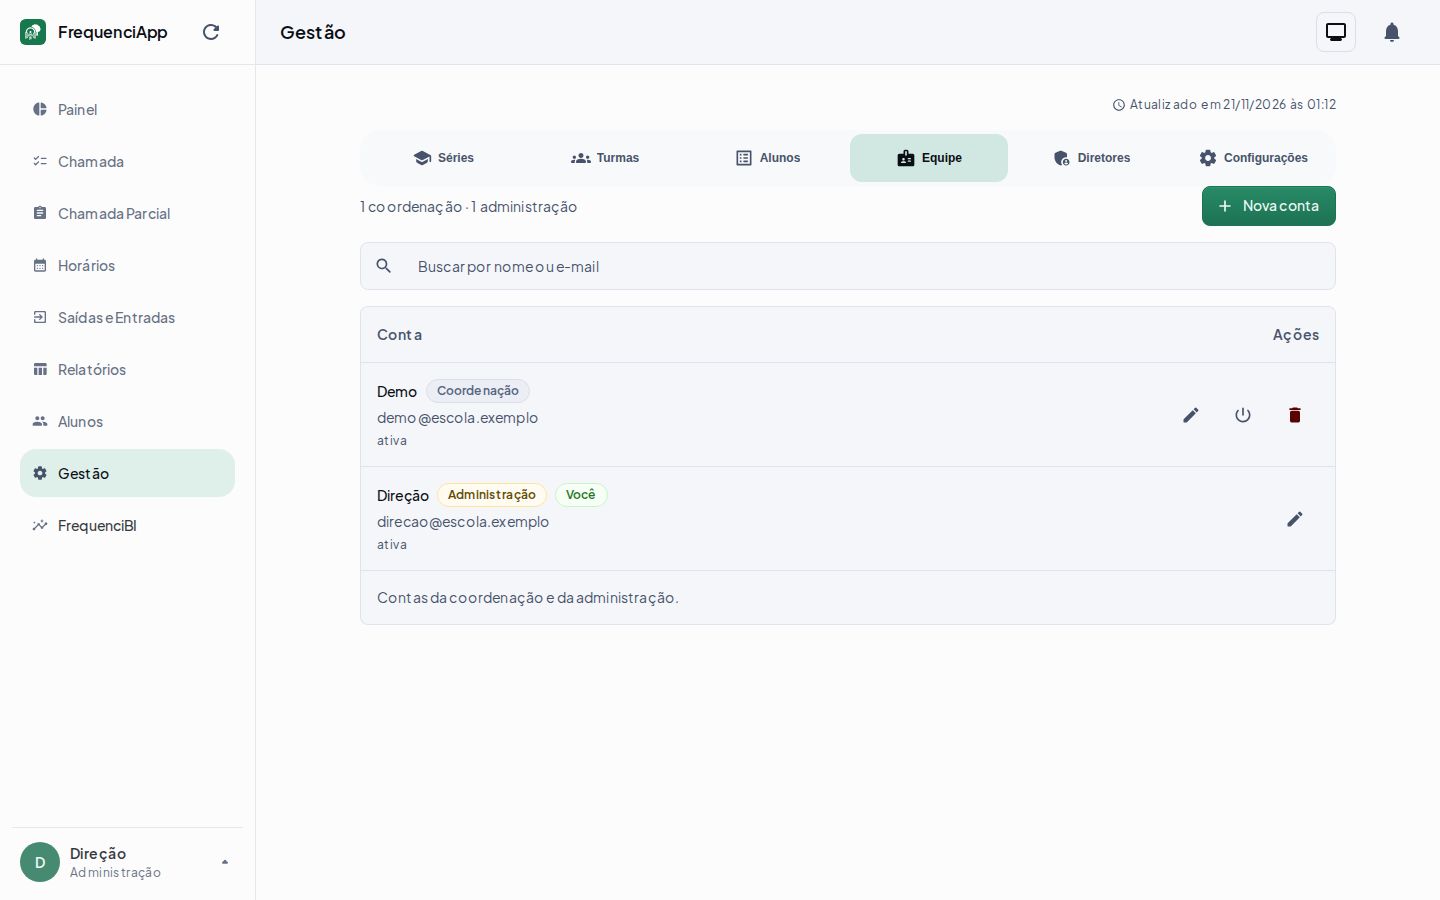 FrequenciApp
Gestão
Painel
Chamada
Chamada Parcial
Horários
Saídas e Entradas
Relatórios
Alunos
Gestão
FrequenciBI
D
Direção
Administração
Atualizado em 21/11/2026 às 01:12
Séries
Turmas
Alunos
Equipe
Diretores
Configurações
1 coordenação · 1 administração
Nova conta
Buscar por nome ou e-mail
Conta
Ações
Demo Coordenação
demo@escola.exemplo
ativa
Direção Administração Você
direcao@escola.exemplo
ativa
Contas da coordenação e da administração.